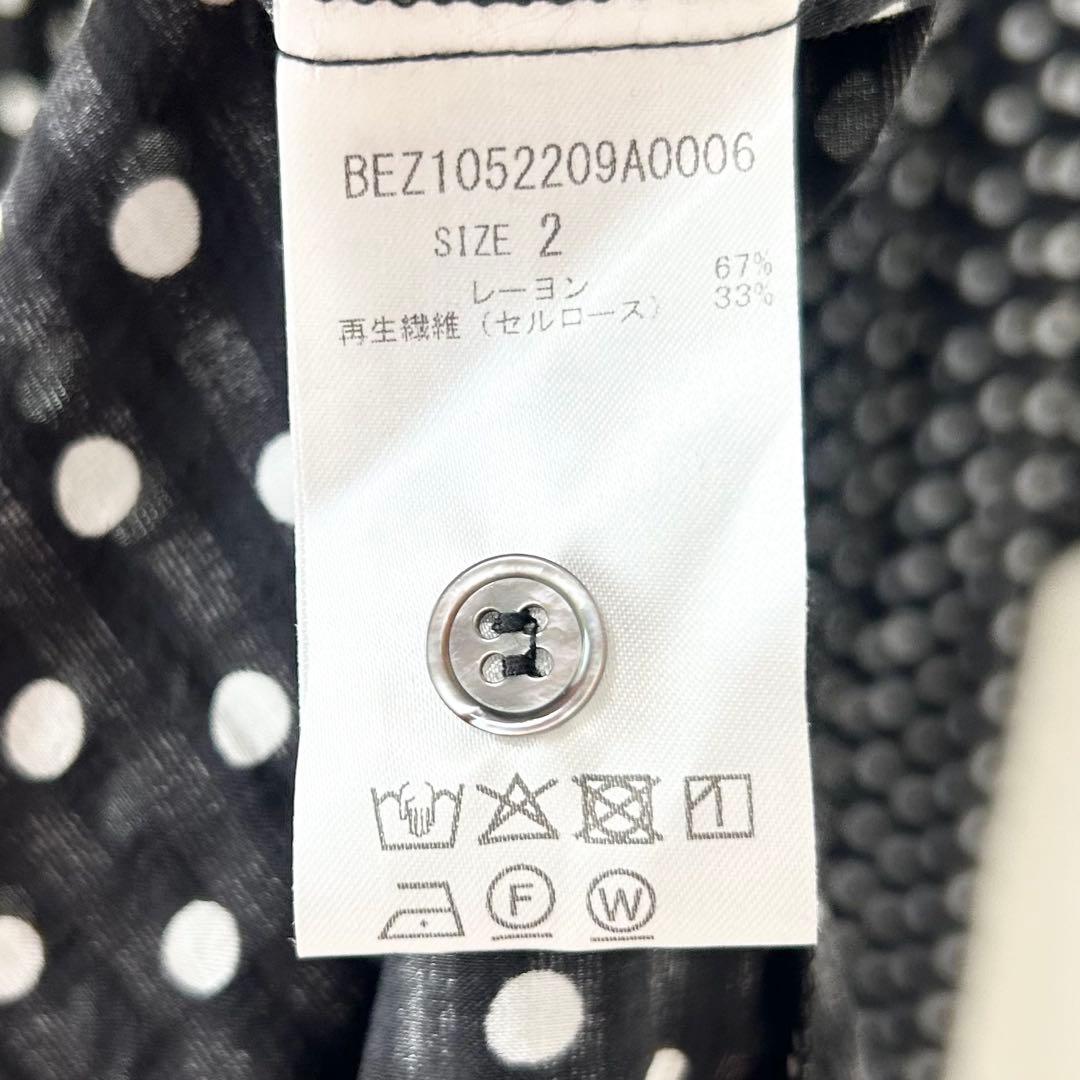 BEZ1052209A0006
SIZE 2
レーヨン 67%
再生繊維（セルロース） 33%
F
W